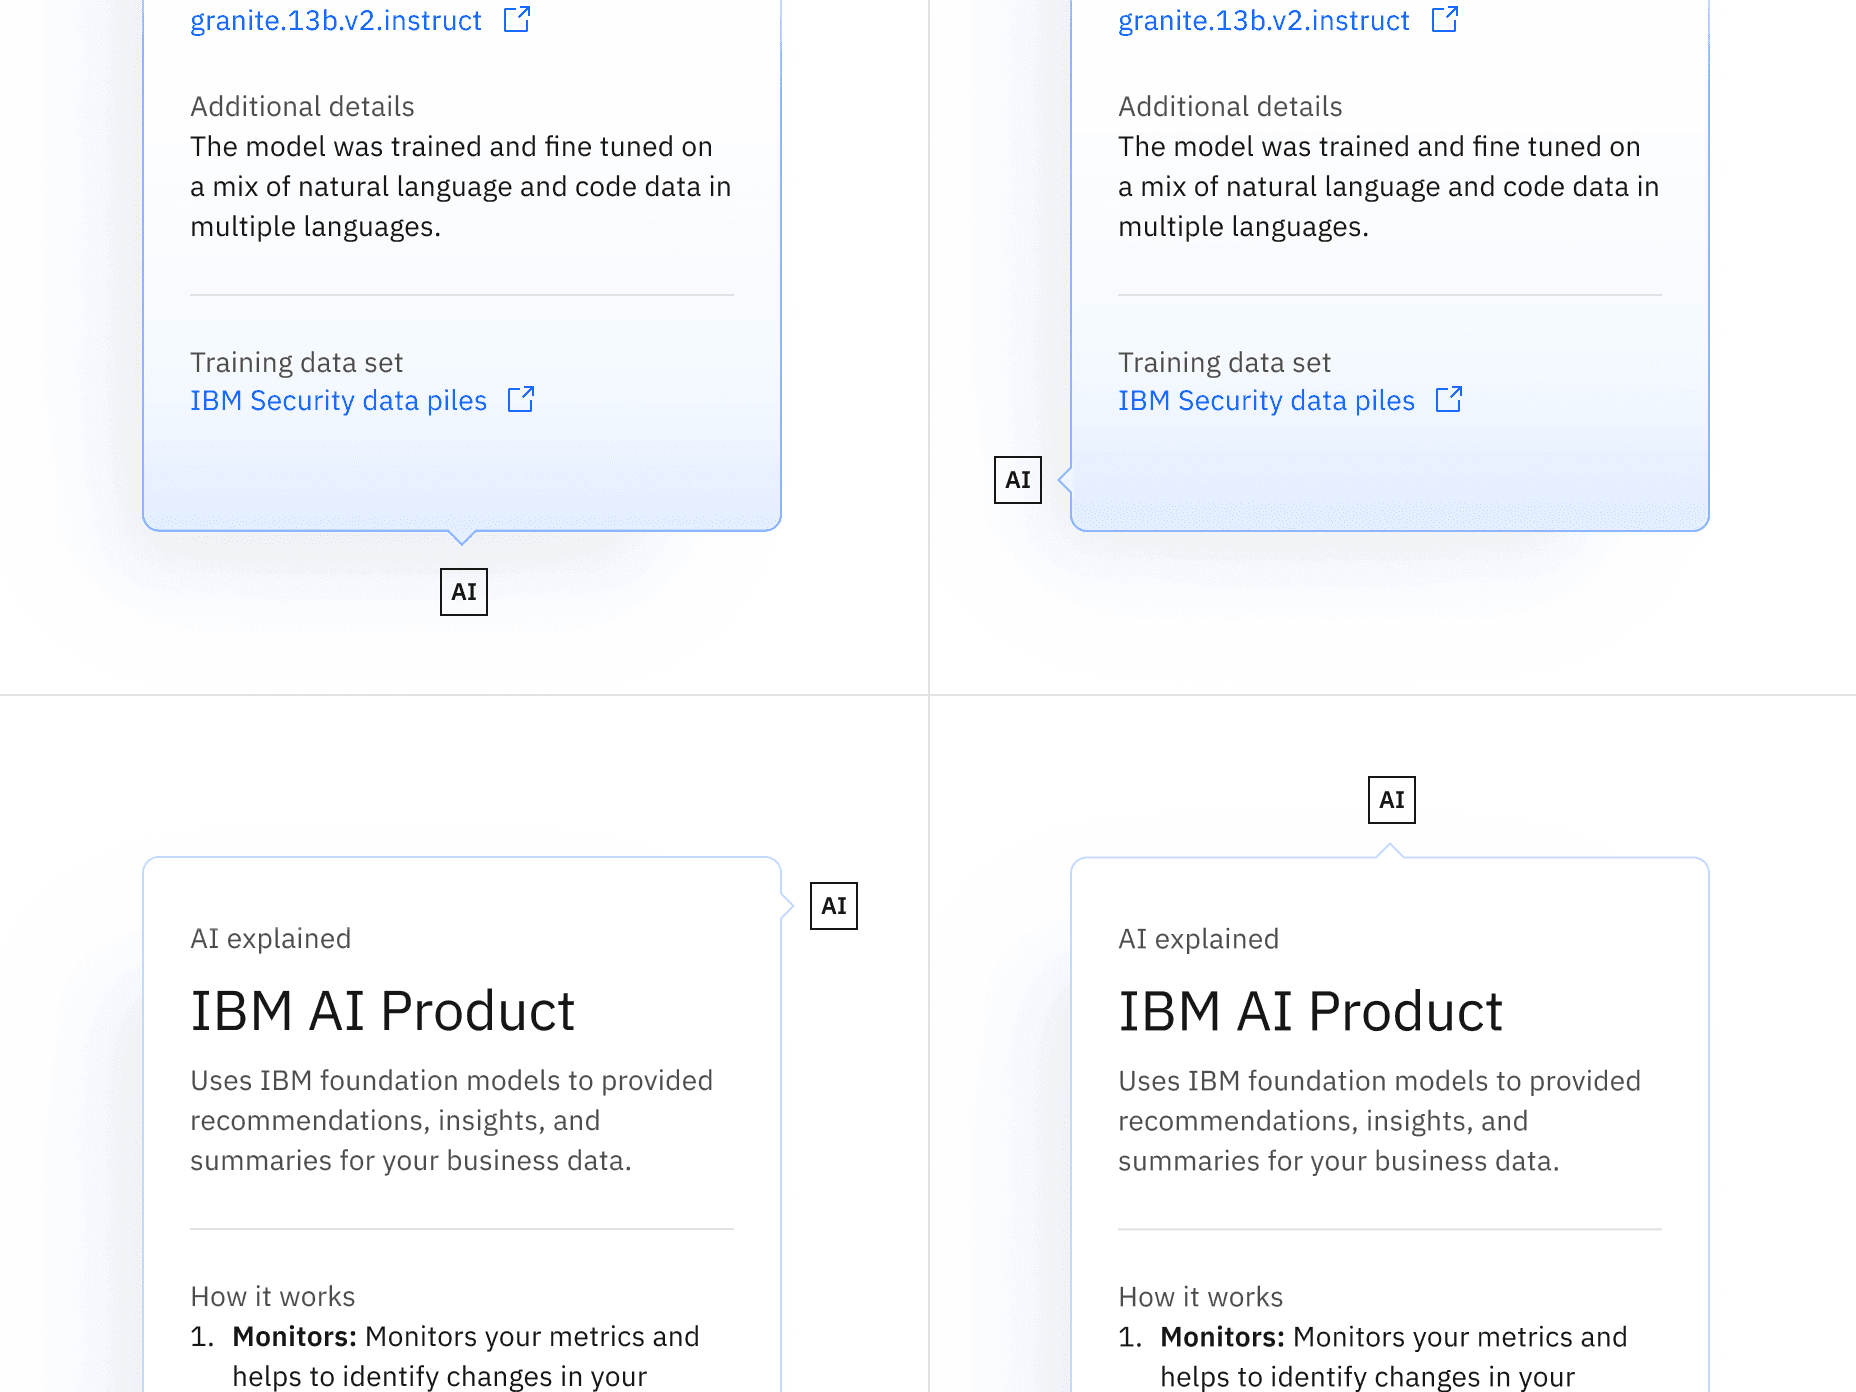 granite.13b.v2.instruct
Additional details
The model was trained and fine tuned on
a mix of natural language and code data in
multiple languages.
Training data set
IBM Security data piles
AI
granite.13b.v2.instruct
Additional details
The model was trained and fine tuned on
a mix of natural language and code data in
multiple languages.
Training data set
IBM Security data piles
AI
AI
AI explained
IBM AI Product
Uses IBM foundation models to provided
recommendations, insights, and
summaries for your business data.
How it works
1. Monitors: Monitors your metrics and
helps to identify changes in your
AI
AI explained
IBM AI Product
Uses IBM foundation models to provided
recommendations, insights, and
summaries for your business data.
How it works
1. Monitors: Monitors your metrics and
helps to identify changes in your